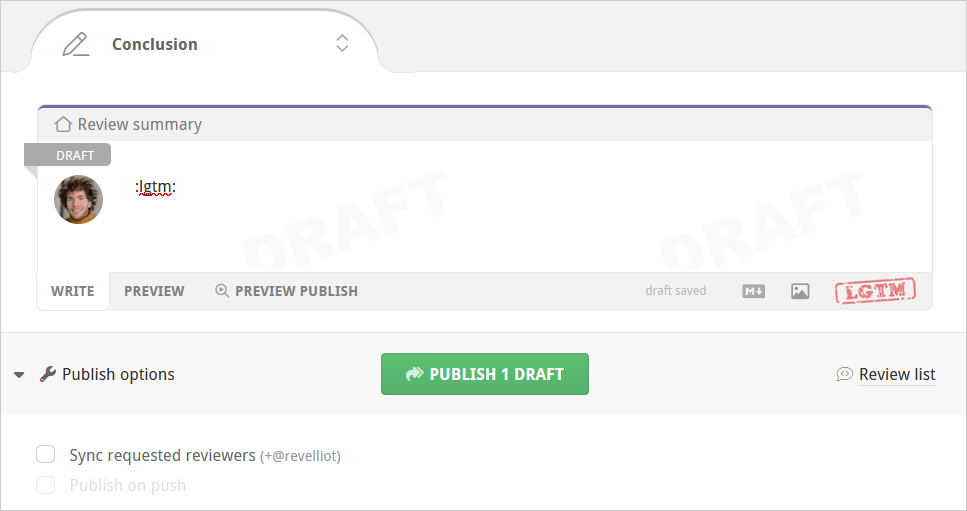 Conclusion
Review summary
DRAFT
:lgtm:
DRAFT DRAFT
WRITE PREVIEW PREVIEW PUBLISH draft saved M LGTM
Publish options PUBLISH 1 DRAFT Review list
Sync requested reviewers (+@revelliot)
Publish on push